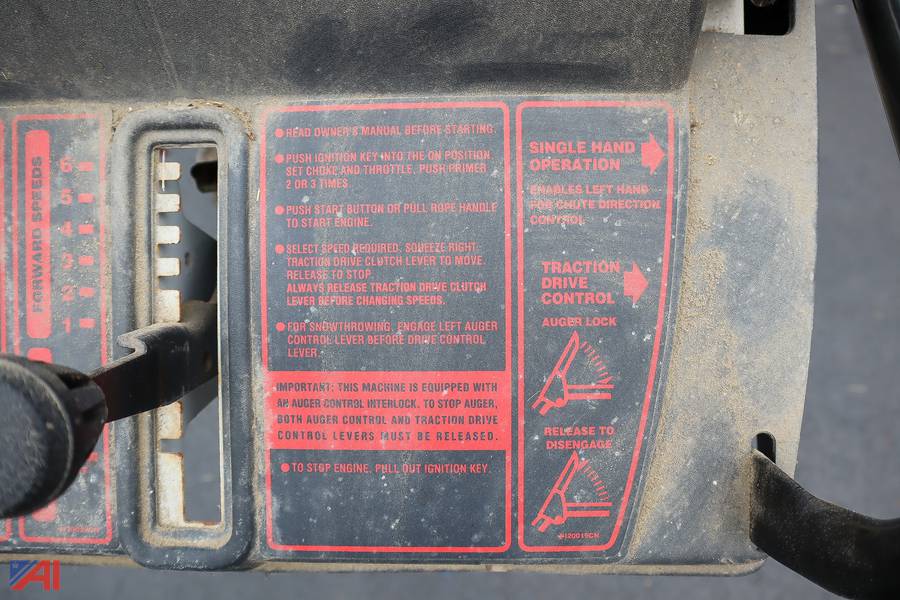 FORWARD SPEEDS
6
5
4
3
2
1
● READ OWNER'S MANUAL BEFORE STARTING.
● PUSH IGNITION KEY INTO THE ON POSITION.
SET CHOKE AND THROTTLE. PUSH PRIMER
2 OR 3 TIMES.
● PUSH START BUTTON OR PULL ROPE HANDLE
TO START ENGINE.
● SELECT SPEED REQUIRED. SQUEEZE RIGHT
TRACTION DRIVE CLUTCH LEVER TO MOVE.
RELEASE TO STOP.
ALWAYS RELEASE TRACTION DRIVE CLUTCH
LEVER BEFORE CHANGING SPEEDS.
● FOR SNOWTHROWING, ENGAGE LEFT AUGER
CONTROL LEVER BEFORE DRIVE CONTROL
LEVER.
IMPORTANT: THIS MACHINE IS EQUIPPED WITH
AN AUGER CONTROL INTERLOCK. TO STOP AUGER,
BOTH AUGER CONTROL AND TRACTION DRIVE
CONTROL LEVERS MUST BE RELEASED.
● TO STOP ENGINE, PULL OUT IGNITION KEY.
SINGLE HAND
OPERATION
ENABLES LEFT HAND
FOR CHUTE DIRECTION
CONTROL
TRACTION
DRIVE
CONTROL
AUGER LOCK
RELEASE TO
DISENGAGE
AI